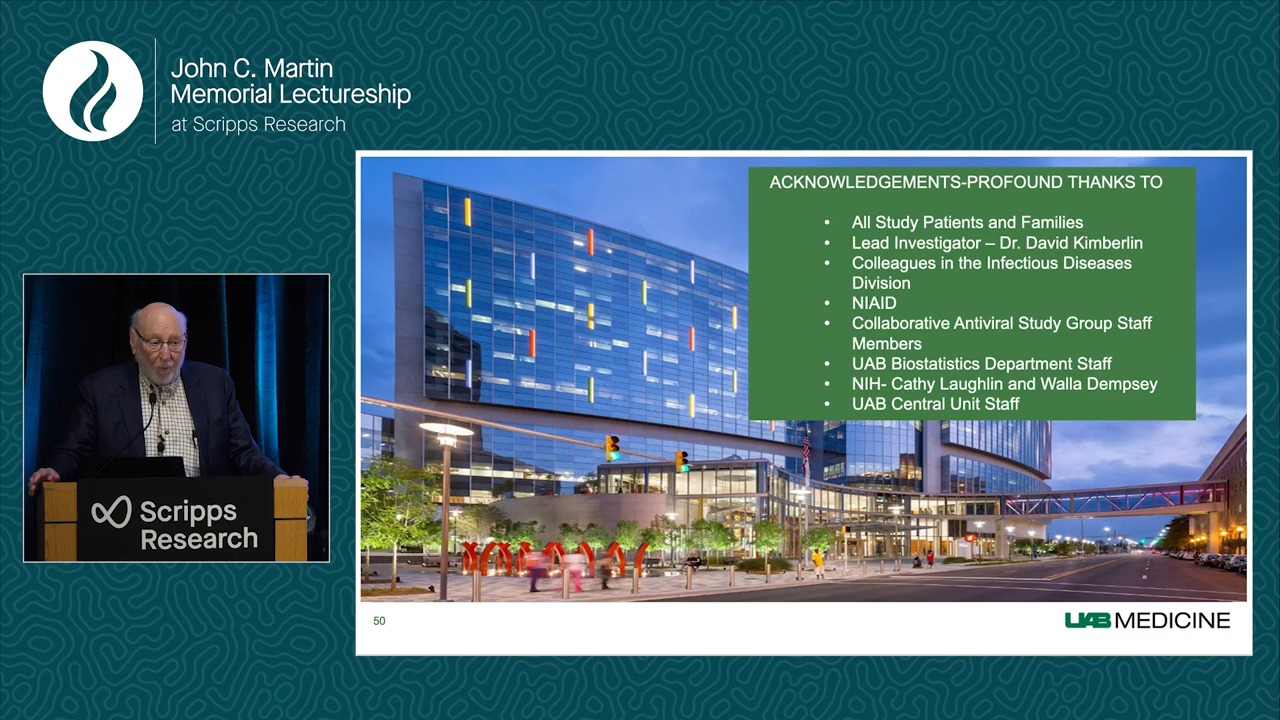 John C. Martin
Memorial Lectureship
at Scripps Research
ACKNOWLEDGEMENTS-PROFOUND THANKS TO
• All Study Patients and Families
• Lead Investigator – Dr. David Kimberlin
• Colleagues in the Infectious Diseases
Division
• NIAID
• Collaborative Antiviral Study Group Staff
Members
• UAB Biostatistics Department Staff
• NIH- Cathy Laughlin and Walla Dempsey
• UAB Central Unit Staff
Scripps
Research
50
UAB MEDICINE